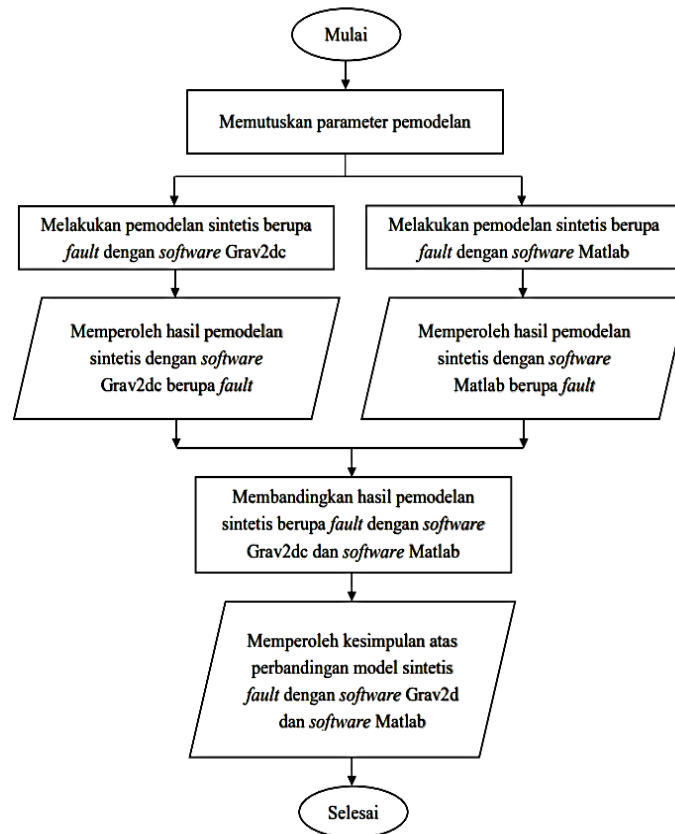 Mulai
Memutuskan parameter pemodelan
Melakukan pemodelan sintetis berupa
fault dengan software Grav2dc
Melakukan pemodelan sintetis berupa
fault dengan software Matlab
Memperoleh hasil pemodelan
sintetis dengan software
Grav2dc berupa fault
Memperoleh hasil pemodelan
sintetis dengan software
Matlab berupa fault
Membandingkan hasil pemodelan
sintetis berupa fault dengan software
Grav2dc dan software Matlab
Memperoleh kesimpulan atas
perbandingan model sintetis
fault dengan software Grav2d
dan software Matlab
Selesai